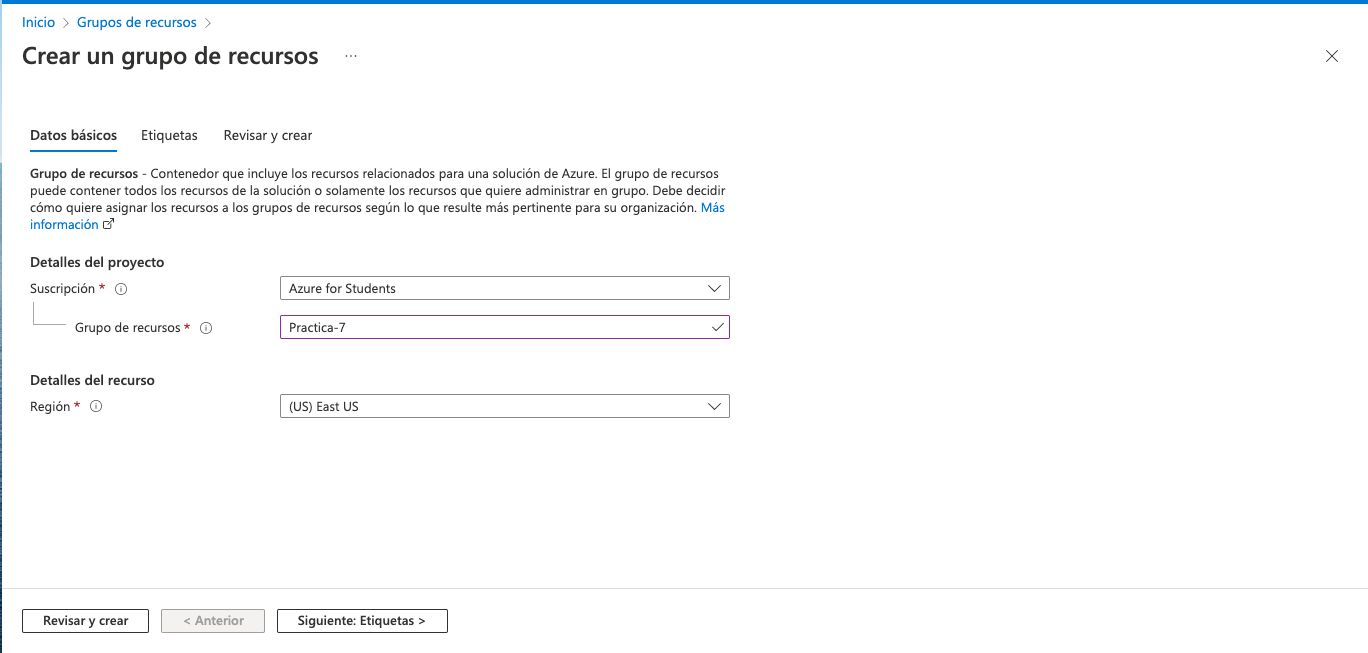 Inicio > Grupos de recursos >
Crear un grupo de recursos ...
Datos básicos Etiquetas Revisar y crear
Grupo de recursos - Contenedor que incluye los recursos relacionados para una solución de Azure. El grupo de recursos
puede contener todos los recursos de la solución o solamente los recursos que quiere administrar en grupo. Debe decidir
cómo quiere asignar los recursos a los grupos de recursos según lo que resulte más pertinente para su organización. Más
información
Detalles del proyecto
Suscripción * Azure for Students
Grupo de recursos * Practica-7
Detalles del recurso
Región * (US) East US
Revisar y crear < Anterior Siguiente: Etiquetas >